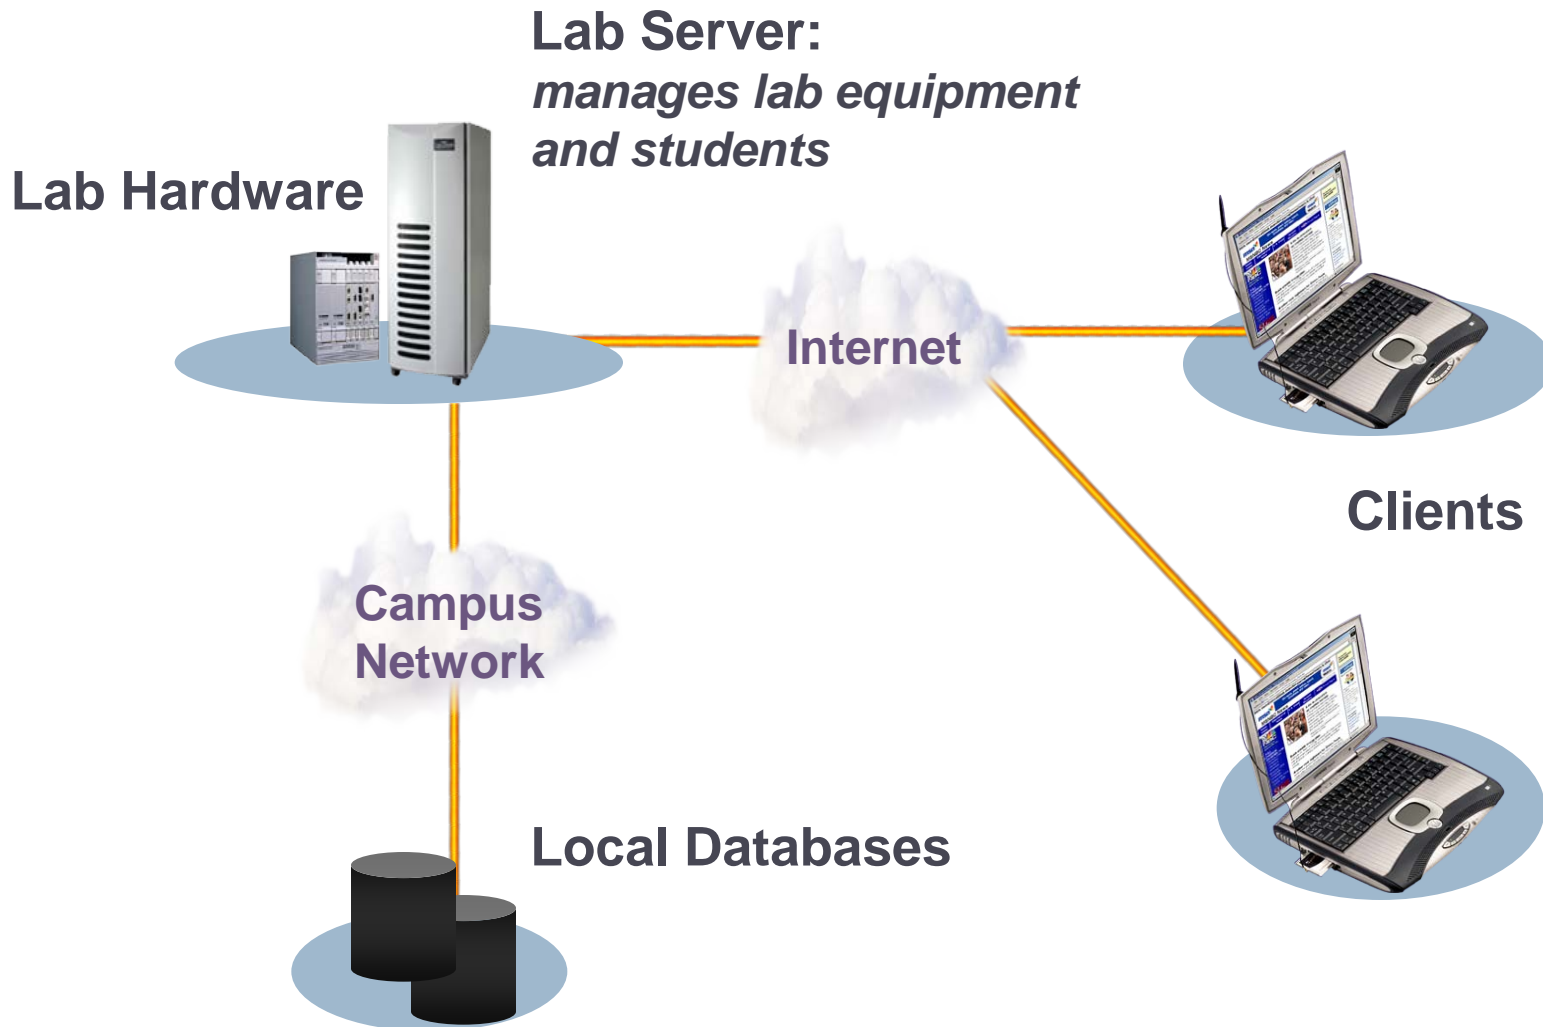 Lab Server:
manages lab equipment
and students
Lab Hardware
Internet
Clients
Campus
Network
Local Databases